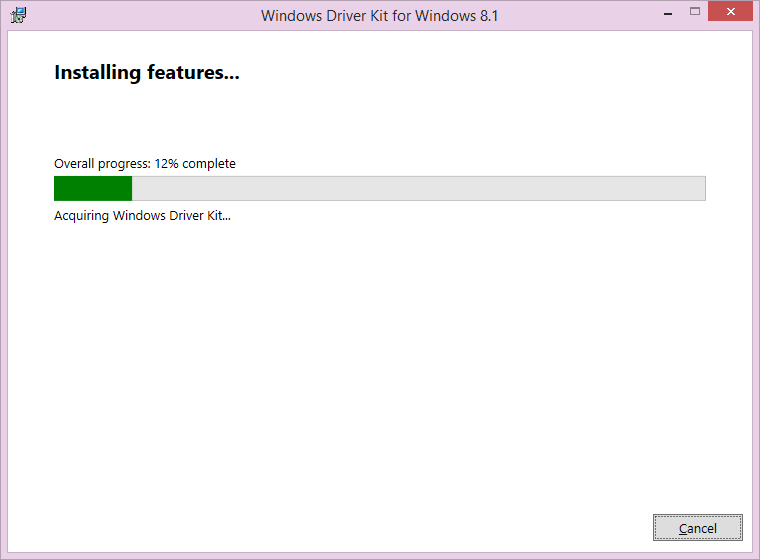 Windows Driver Kit for Windows 8.1
Installing features...
Overall progress: 12% complete
Acquiring Windows Driver Kit...
Cancel